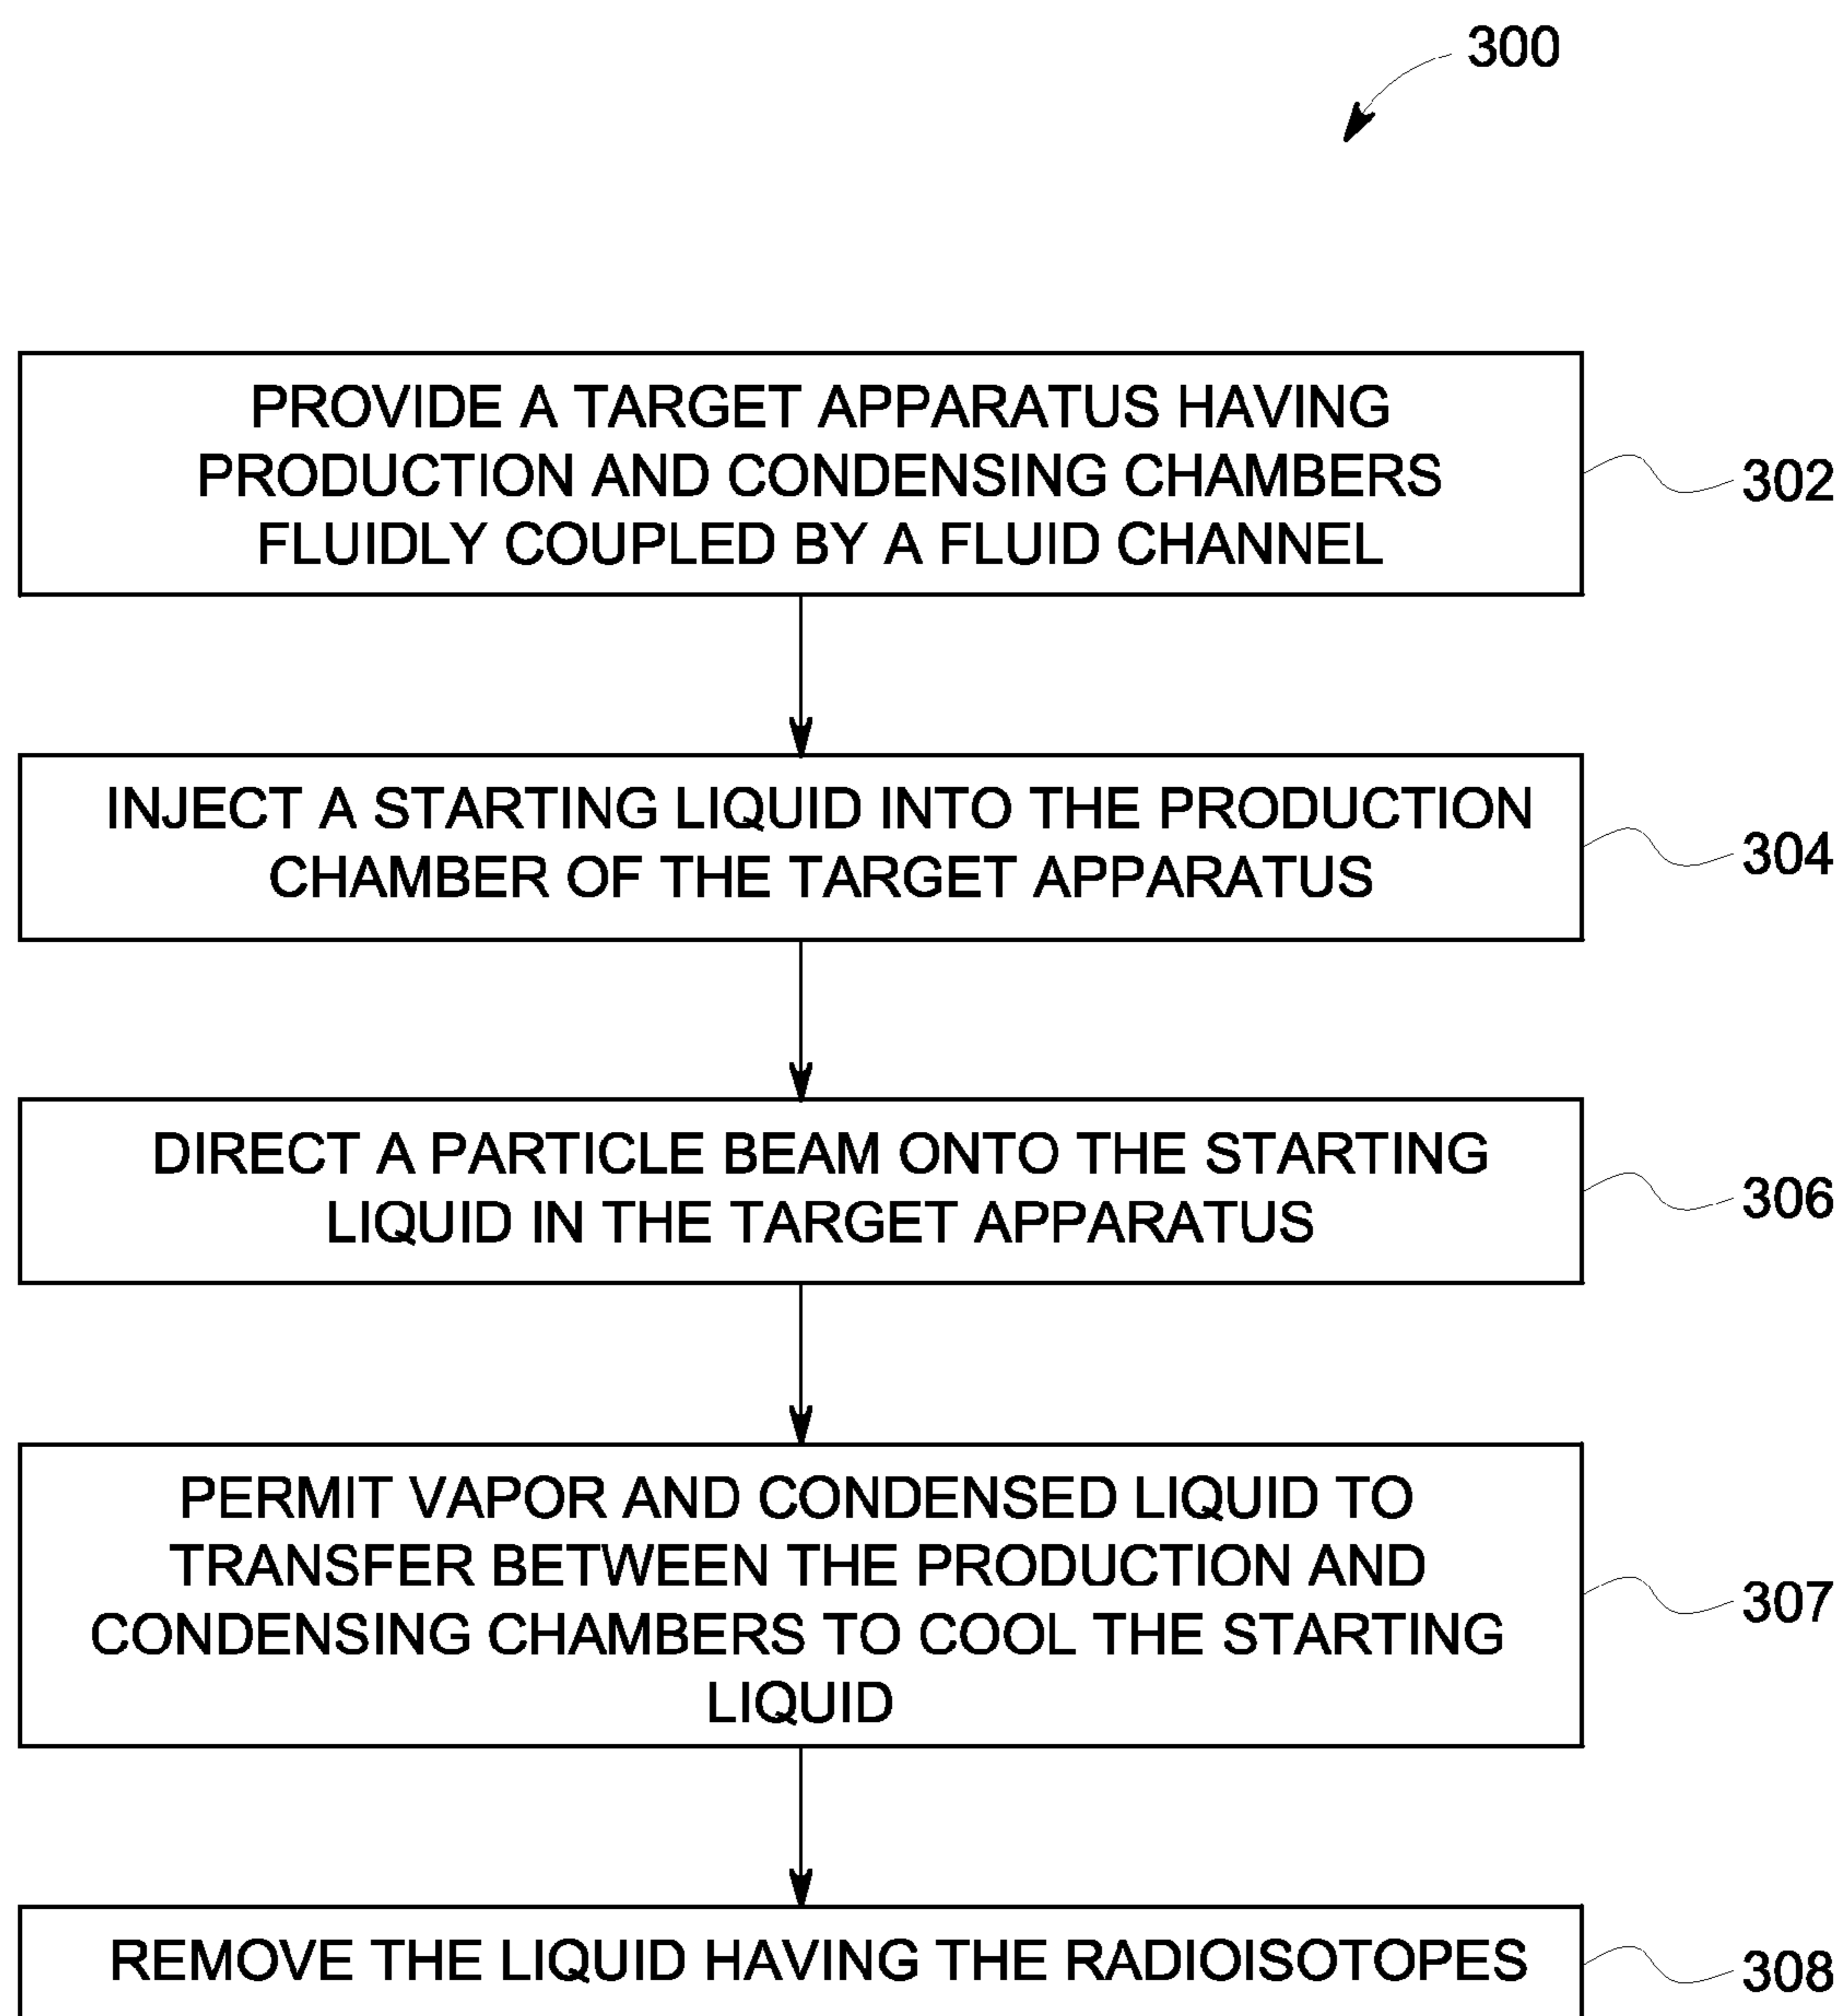 300
PROVIDE A TARGET APPARATUS HAVING
PRODUCTION AND CONDENSING CHAMBERS
FLUIDLY COUPLED BY A FLUID CHANNEL
302
INJECT A STARTING LIQUID INTO THE PRODUCTION
CHAMBER OF THE TARGET APPARATUS
304
DIRECT A PARTICLE BEAM ONTO THE STARTING
LIQUID IN THE TARGET APPARATUS
306
PERMIT VAPOR AND CONDENSED LIQUID TO
TRANSFER BETWEEN THE PRODUCTION AND
CONDENSING CHAMBERS TO COOL THE STARTING
LIQUID
307
REMOVE THE LIQUID HAVING THE RADIOISOTOPES
308